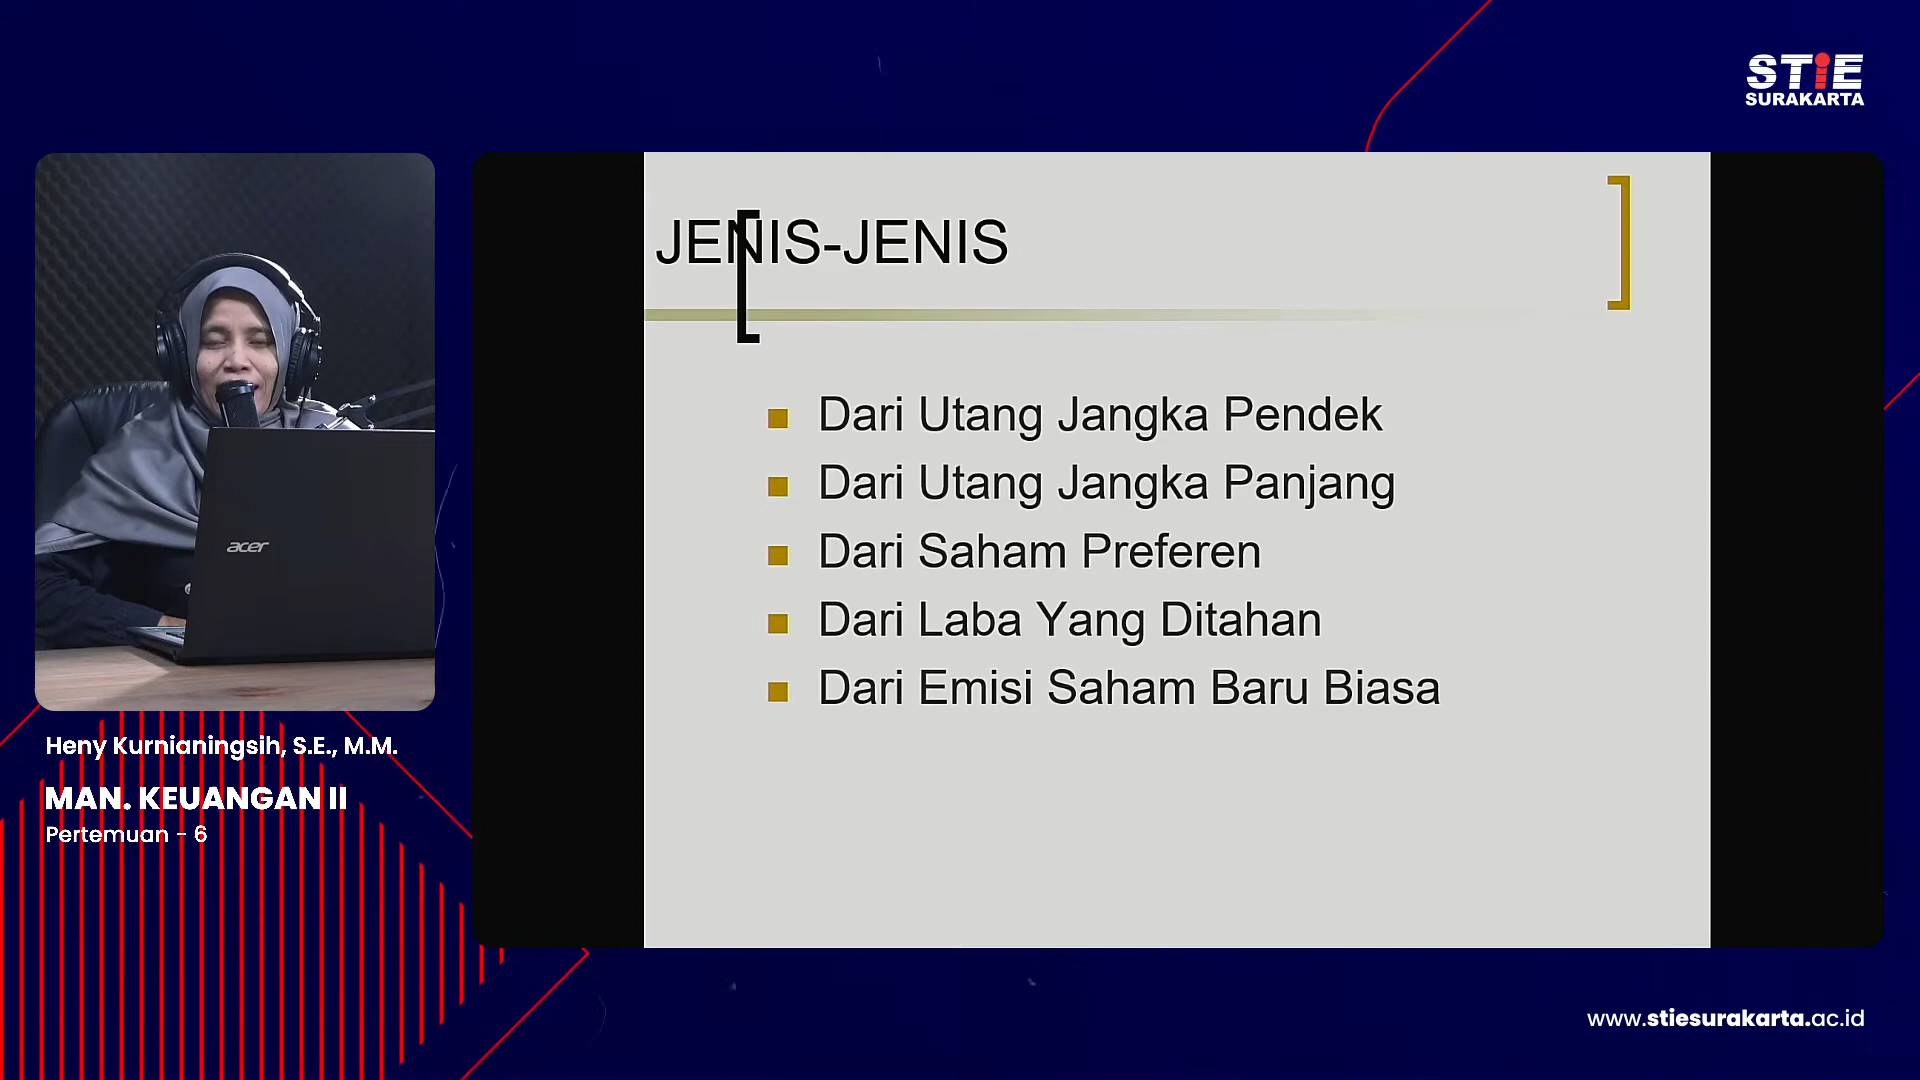 STiE
SURAKARTA
JENIS-JENIS
Dari Utang Jangka Pendek
Dari Utang Jangka Panjang
Dari Saham Preferen
Dari Laba Yang Ditahan
Dari Emisi Saham Baru Biasa
acer
Heny Kurnianingsih, S.E., M.M.
MAN. KEUANGAN II
Pertemuan - 6
www.stiesurakarta.ac.id